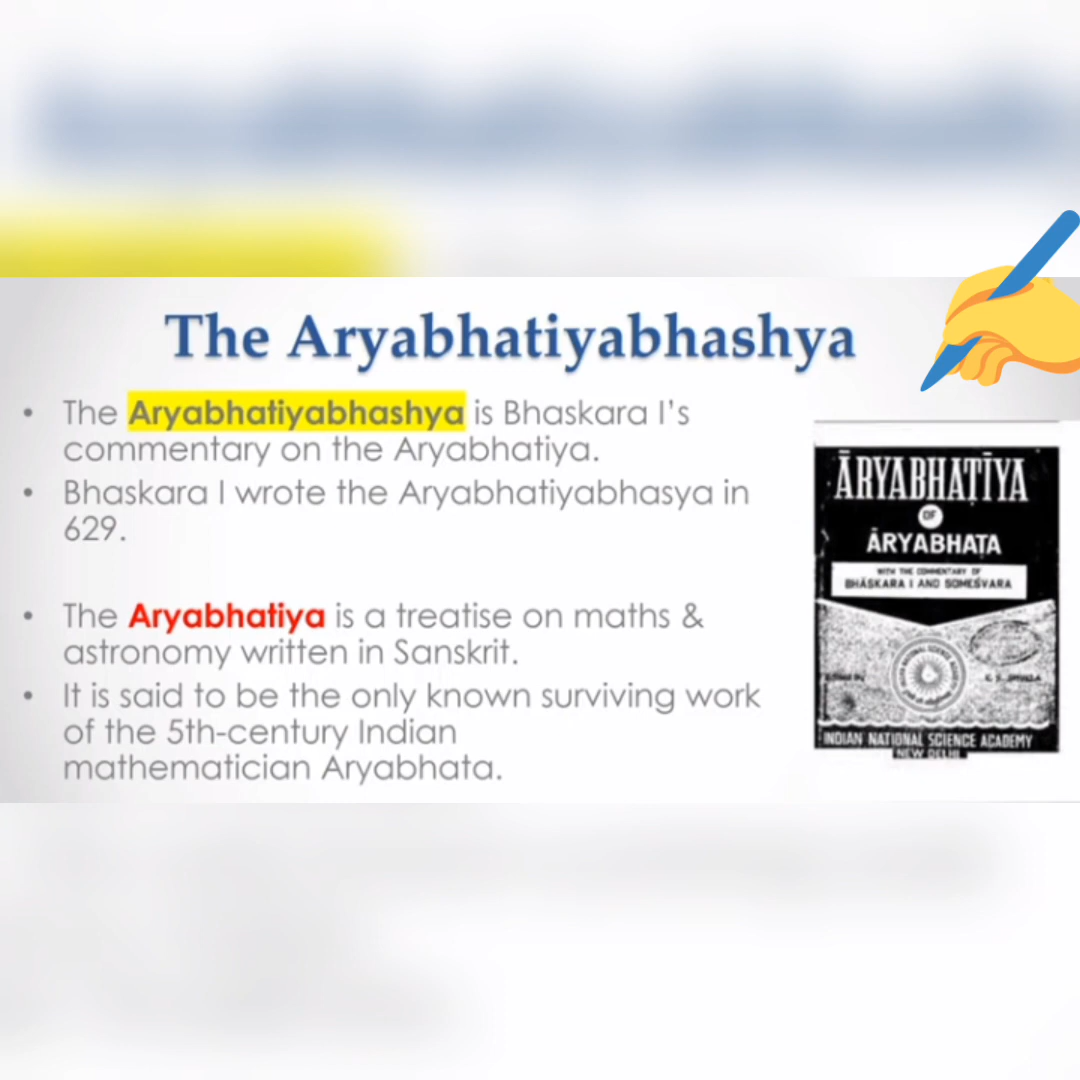 The Aryabhatiyabhashya
• The Aryabhatiyabhashya is Bhaskara I's
commentary on the Aryabhatiya.
• Bhaskara I wrote the Aryabhatiyabhasya in
629.
• The Aryabhatiya is a treatise on maths &
astronomy written in Sanskrit.
• It is said to be the only known surviving work
of the 5th-century Indian
mathematician Aryabhata.
ĀRYABHAṬĪYA
OF
ĀRYABHAṬA
WITH THE COMMENTARY OF
BHĀSKARA I AND SOMEŚVARA
INDIAN NATIONAL SCIENCE ACADEMY
NEW DELHI